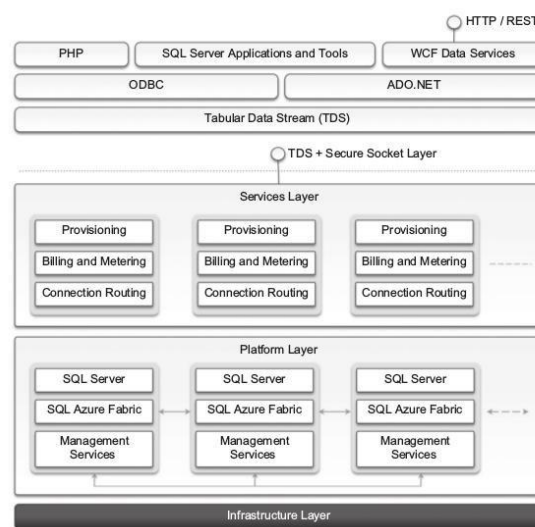 HTTP / REST
PHP
SQL Server Applications and Tools
WCF Data Services
ODBC
ADO.NET
Tabular Data Stream (TDS)
TDS + Secure Socket Layer
Services Layer
Provisioning
Billing and Metering
Connection Routing
Provisioning
Billing and Metering
Connection Routing
Provisioning
Billing and Metering
Connection Routing
Platform Layer
SQL Server
SQL Azure Fabric
Management
Services
SQL Server
SQL Azure Fabric
Management
Services
SQL Server
SQL Azure Fabric
Management
Services
Infrastructure Layer